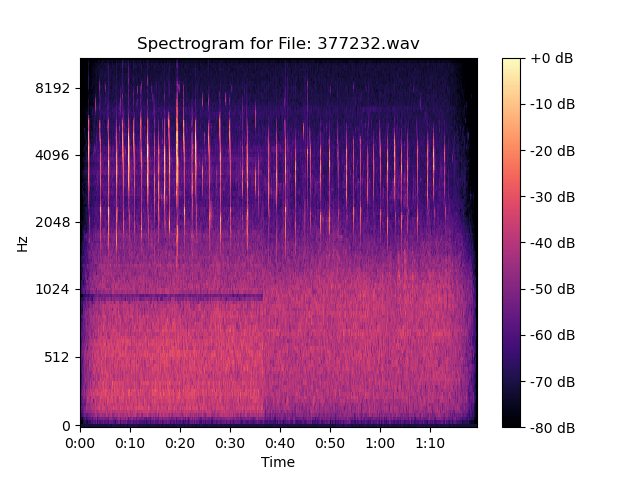 Spectrogram for File: 377232.wav
+0 dB
8192
-10 dB
4096
-20 dB
-30 dB
2048
Hz
-40 dB
1024
-50 dB
-60 dB
512
-70 dB
0
-80 dB
0:00 0:10 0:20 0:30 0:40 0:50 1:00 1:10
Time